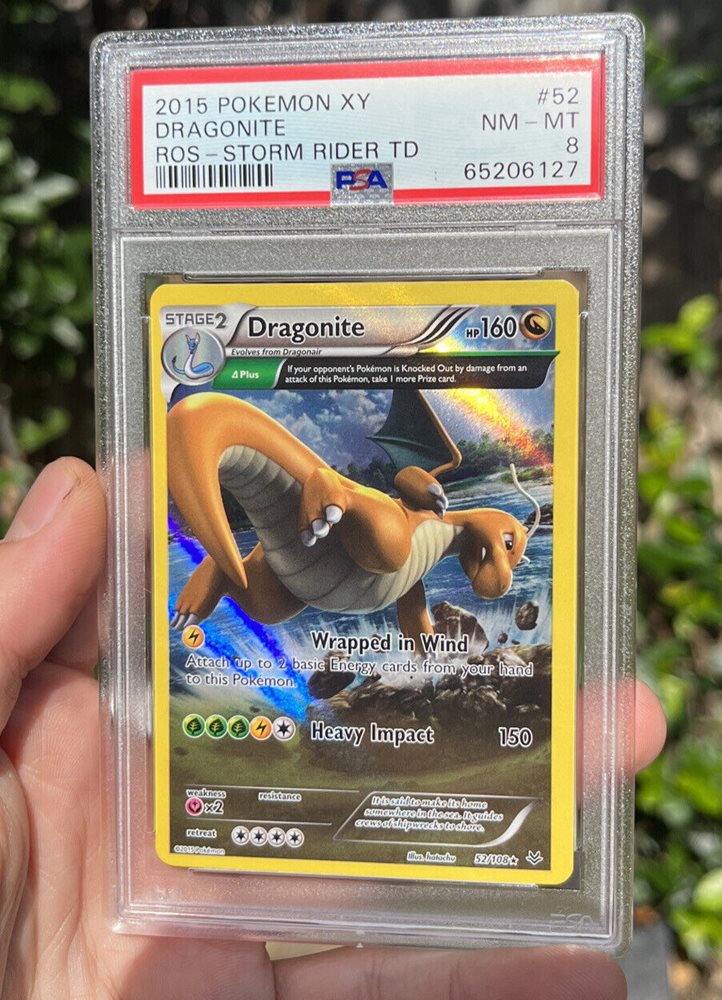 2015 POKEMON XY #52
DRAGONITE NM - MT
ROS - STORM RIDER TD 8
PSA 65206127
STAGE2 Dragonite HP160
Evolves from Dragonair
Δ Plus If your opponent's Pokémon is Knocked Out by damage from an
attack of this Pokémon, take 1 more Prize card.
Wrapped in Wind
Attach up to 2 basic Energy cards from your hand
to this Pokémon.
Heavy Impact 150
weakness resistance
×2
retreat
It is said to make its home
somewhere in the sea. It guides
crews of shipwrecks to shore.
©2015 Pokémon Illus. hatachu 52/108★
PSA